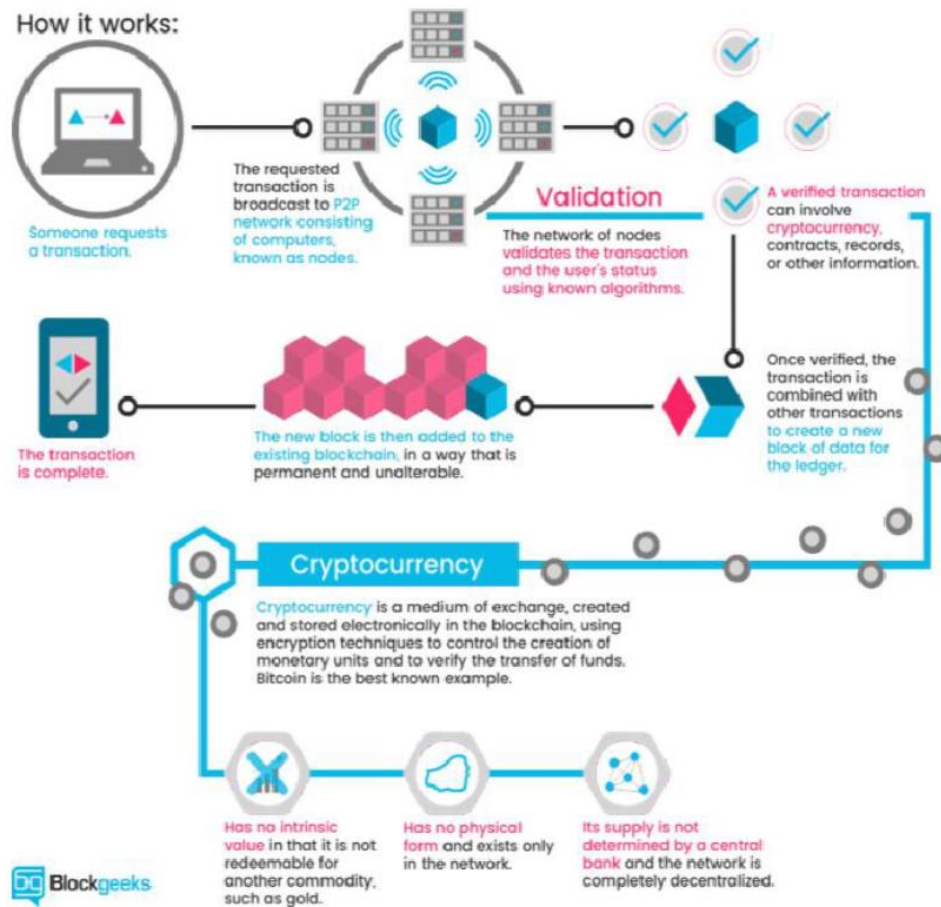 How it works:
Someone requests
a transaction.
The requested
transaction is
broadcast to P2P
network consisting
of computers,
known as nodes.
Validation
The network of nodes
validates the transaction
and the user's status
using known algorithms.
A verified transaction
can involve
cryptocurrency,
contracts, records,
or other information.
Once verified, the
transaction is
combined with
other transactions
to create a new
block of data for
the ledger.
The new block is then added to the
existing blockchain, in a way that is
permanent and unalterable.
The transaction
is complete.
Cryptocurrency
Cryptocurrency is a medium of exchange, created
and stored electronically in the blockchain, using
encryption techniques to control the creation of
monetary units and to verify the transfer of funds.
Bitcoin is the best known example.
Has no intrinsic
value in that it is not
redeemable for
another commodity,
such as gold.
Has no physical
form and exists only
in the network.
Its supply is not
determined by a central
bank and the network is
completely decentralized.
Blockgeeks